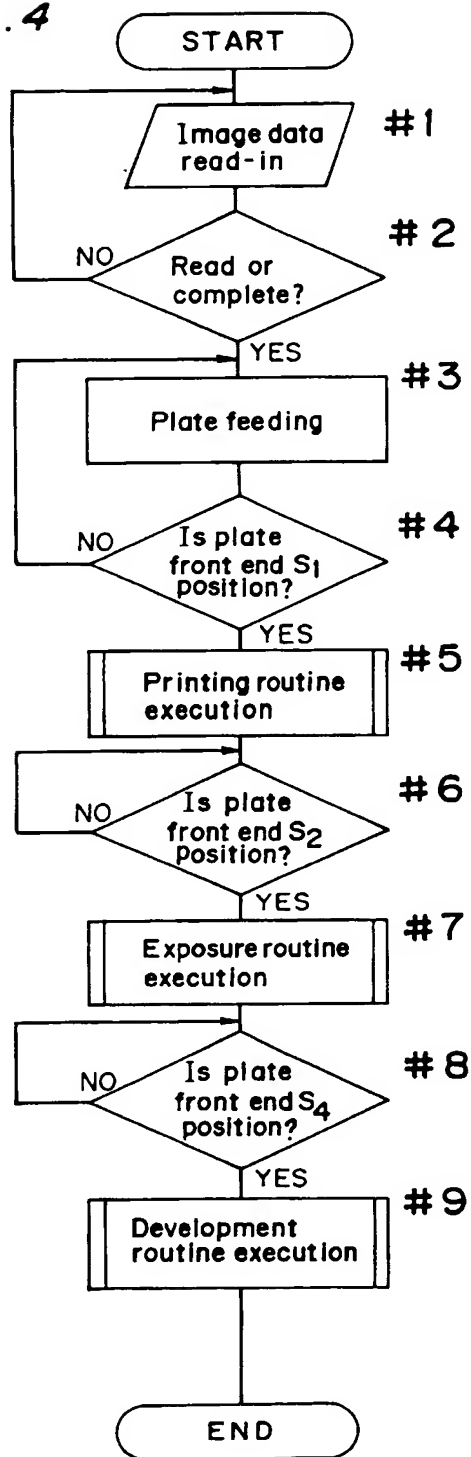 . 4
START
Image data
read-in
#1
#2
NO
Read or
complete?
YES
#3
Plate feeding
#4
NO
Is plate
front end S1
position?
YES
#5
Printing routine
execution
#6
NO
Is plate
front end S2
Position?
YES
#7
Exposure routine
execution
#8
NO
Is plate
front end S4
position?
YES
#9
Development
routine execution
END